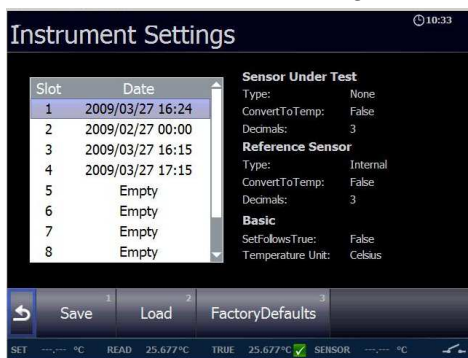 Instrument Settings
10:33
Slot Date
1 2009/03/27 16:24
2 2009/02/27 00:00
3 2009/03/27 16:15
4 2009/03/27 17:15
5 Empty
6 Empty
7 Empty
8 Empty
Sensor Under Test
Type: None
ConvertToTemp: False
Decimals: 3
Reference Sensor
Type: Internal
ConvertToTemp: False
Decimals: 3
Basic
SetFollowsTrue: False
Temperature Unit: Celsius
1 Save
2 Load
3 FactoryDefaults
SET ---.--- °C READ 25.677°C TRUE 25.677°C SENSOR ---.--- °C